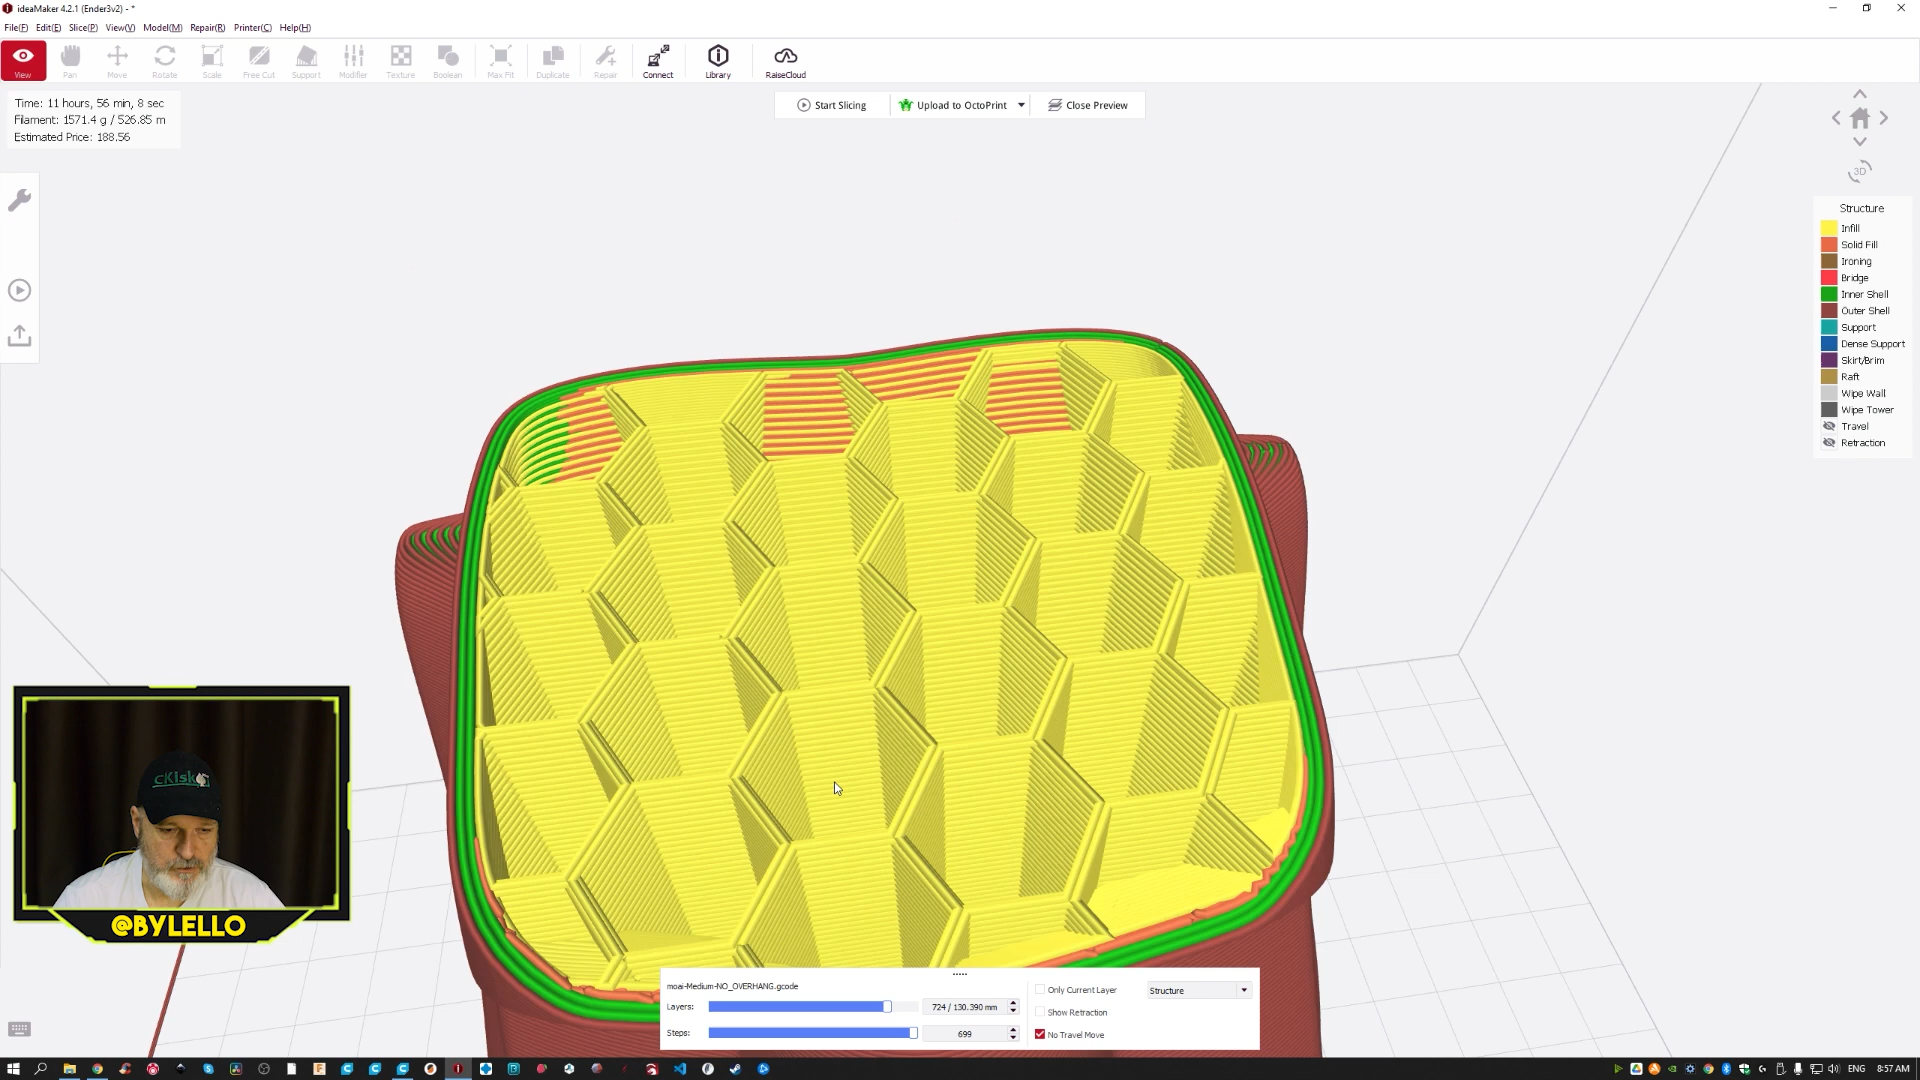 ideaMaker 4.2.1 (Ender3v2) - *
File(F) Edit(E) Slice(P) View(V) Model(M) Repair(R) Printer(C) Help(H)
View Pan Move Rotate Scale Free Cut Support Modifier Texture Boolean Max Fit Duplicate Repair Connect Library RaiseCloud
Time: 11 hours, 56 min, 8 sec
Filament: 1571.4 g / 526.85 m
Estimated Price: 188.56
Start Slicing Upload to OctoPrint Close Preview
3D
Structure
Infill
Solid Fill
Ironing
Bridge
Inner Shell
Outer Shell
Support
Dense Support
Skirt/Brim
Raft
Wipe Wall
Wipe Tower
Travel
Retraction
@BYLELLO
moai-Medium-NO_OVERHANG.gcode
Layers: 724 / 130.390 mm
Steps: 699
Only Current Layer Structure
Show Retraction
No Travel Move
ENG 8:57 AM